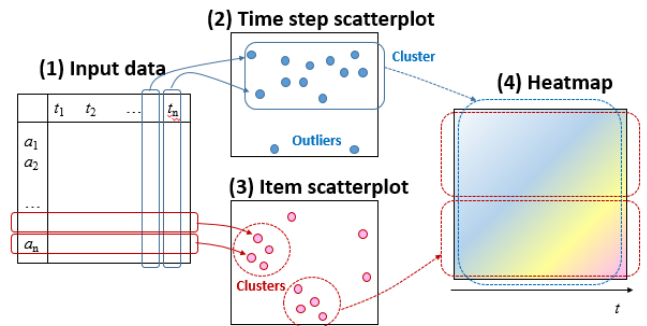 (2) Time step scatterplot
(1) Input data
Cluster
(4) Heatmap
t1 t2 ... tn
Outliers
a1
a2
...
an
(3) Item scatterplot
Clusters
t